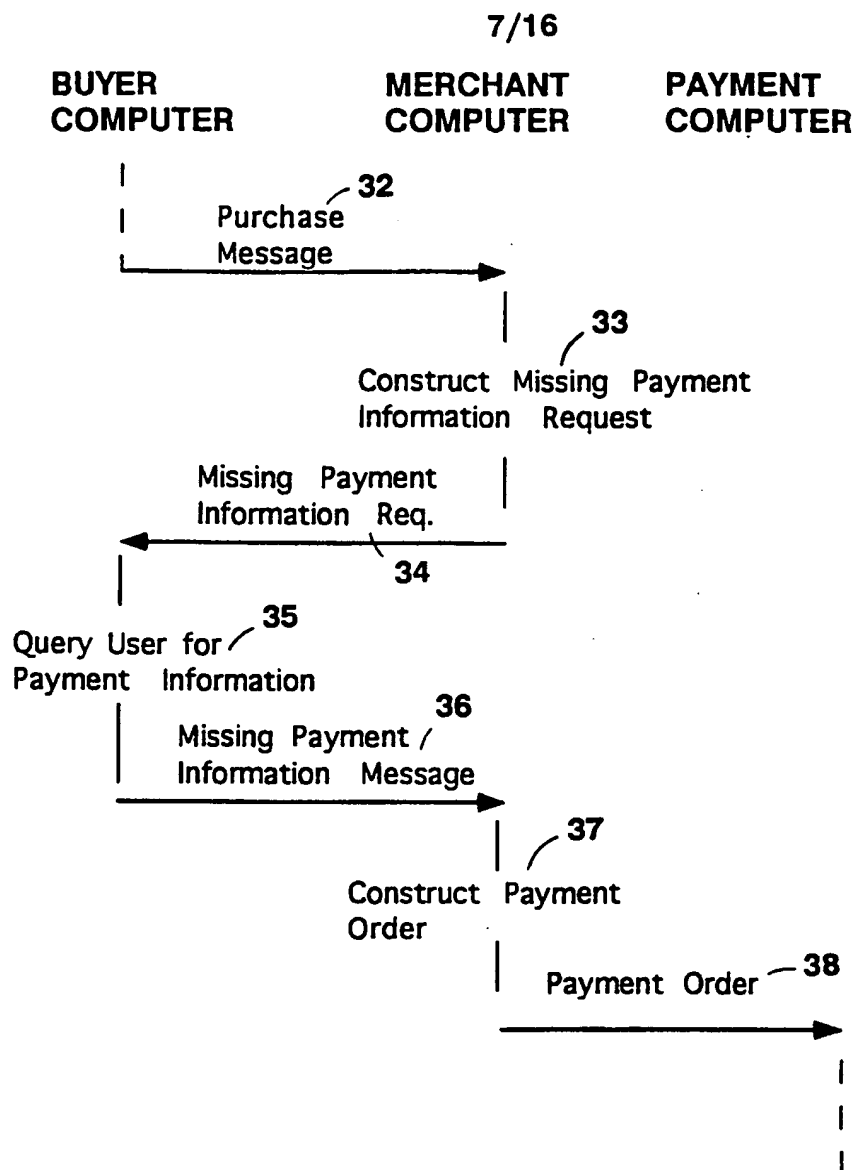 7/16
BUYER COMPUTER
MERCHANT COMPUTER
PAYMENT COMPUTER
32
Purchase
Message
33
Construct Missing Payment
Information Request
Missing Payment
Information Req.
34
35
Query User for
Payment Information
36
Missing Payment
Information Message
37
Construct Payment
Order
Payment Order
38